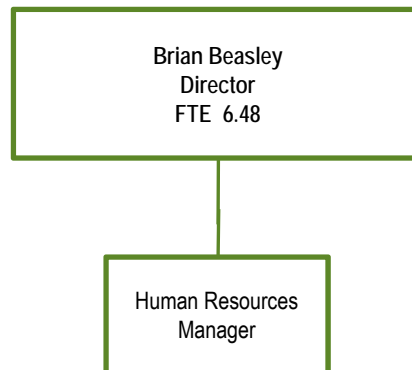 Brian Beasley
Director
FTE 6.48
Human Resources
Manager